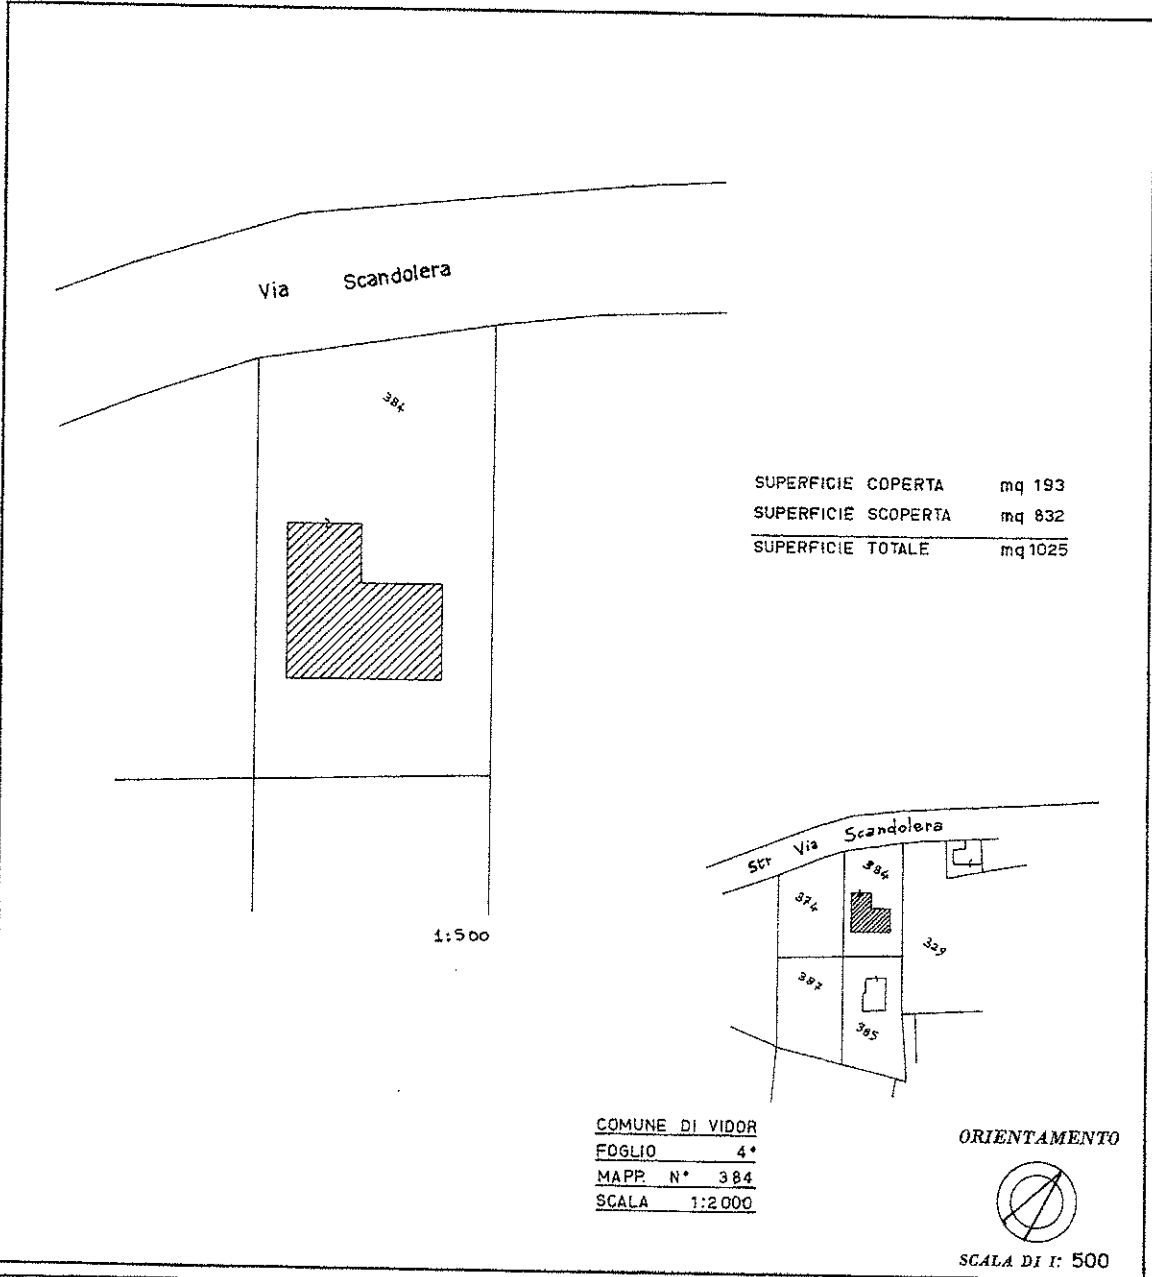 Via Scandolera
384
SUPERFICIE COPERTA mq 193
SUPERFICIE SCOPERTA mq 832
SUPERFICIE TOTALE mq 1025
1:500
Str Via Scandolera
384
374
329
387
385
COMUNE DI VIDOR
FOGLIO 4°
MAPP. N° 384
SCALA 1:2000
ORIENTAMENTO
SCALA DI 1: 500